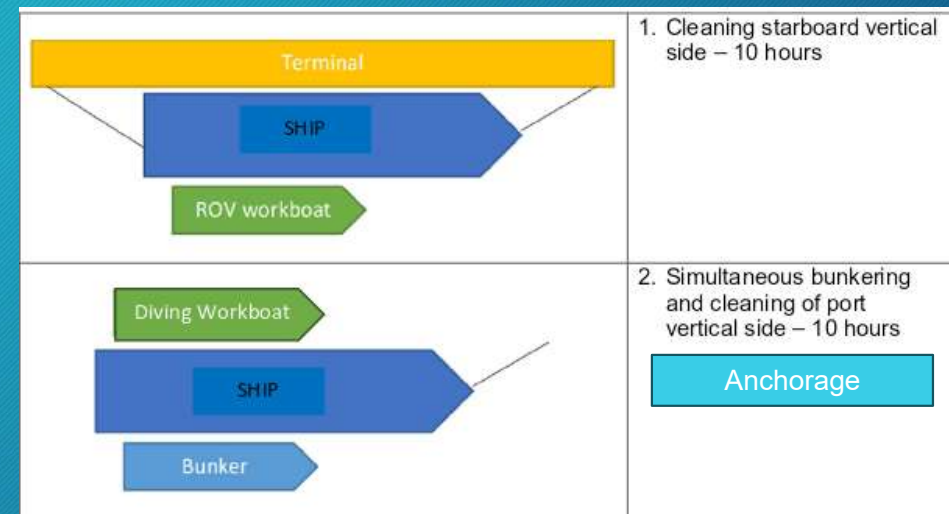 Terminal
SHIP
ROV workboat
1. Cleaning starboard vertical
side – 10 hours
Diving Workboat
SHIP
Bunker
2. Simultaneous bunkering
and cleaning of port
vertical side – 10 hours
Anchorage